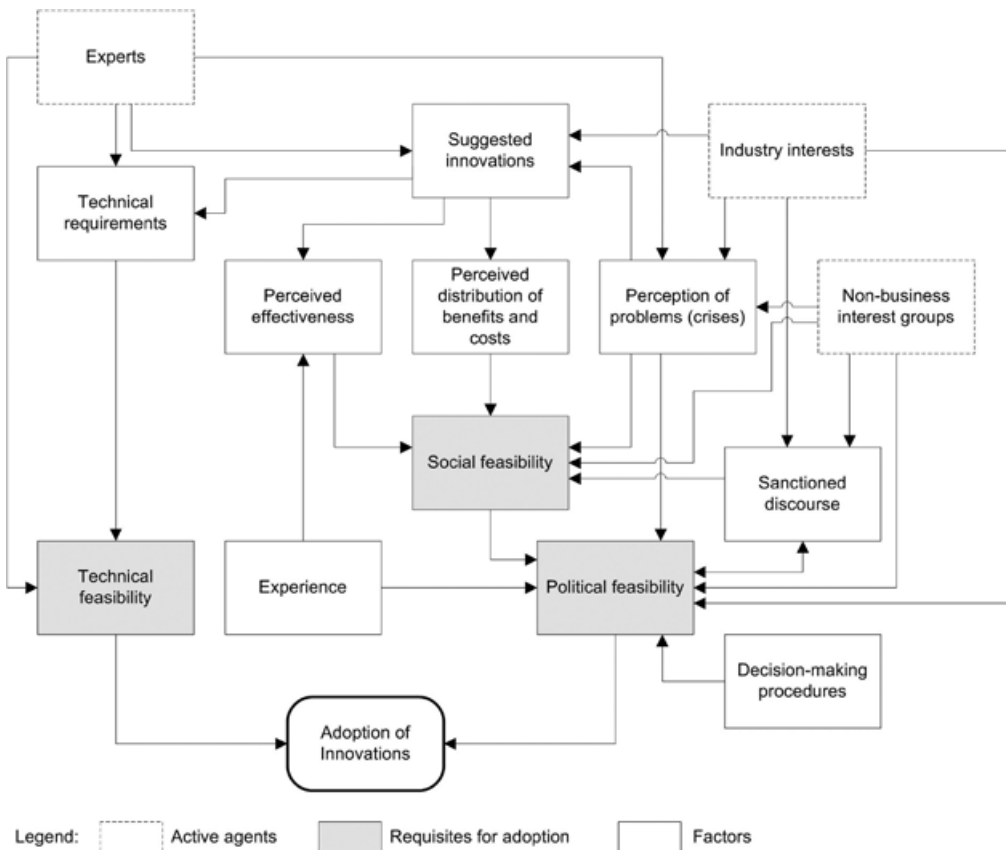 Experts
Suggested
innovations
Industry interests
Technical
requirements
Perceived
effectiveness
Perceived
distribution of
benefits and
costs
Perception of
problems (crises)
Non-business
interest groups
Social feasibility
Sanctioned
discourse
Technical
feasibility
Experience
Political feasibility
Decision-making
procedures
Adoption of
Innovations
Legend:
Active agents
Requisites for adoption
Factors